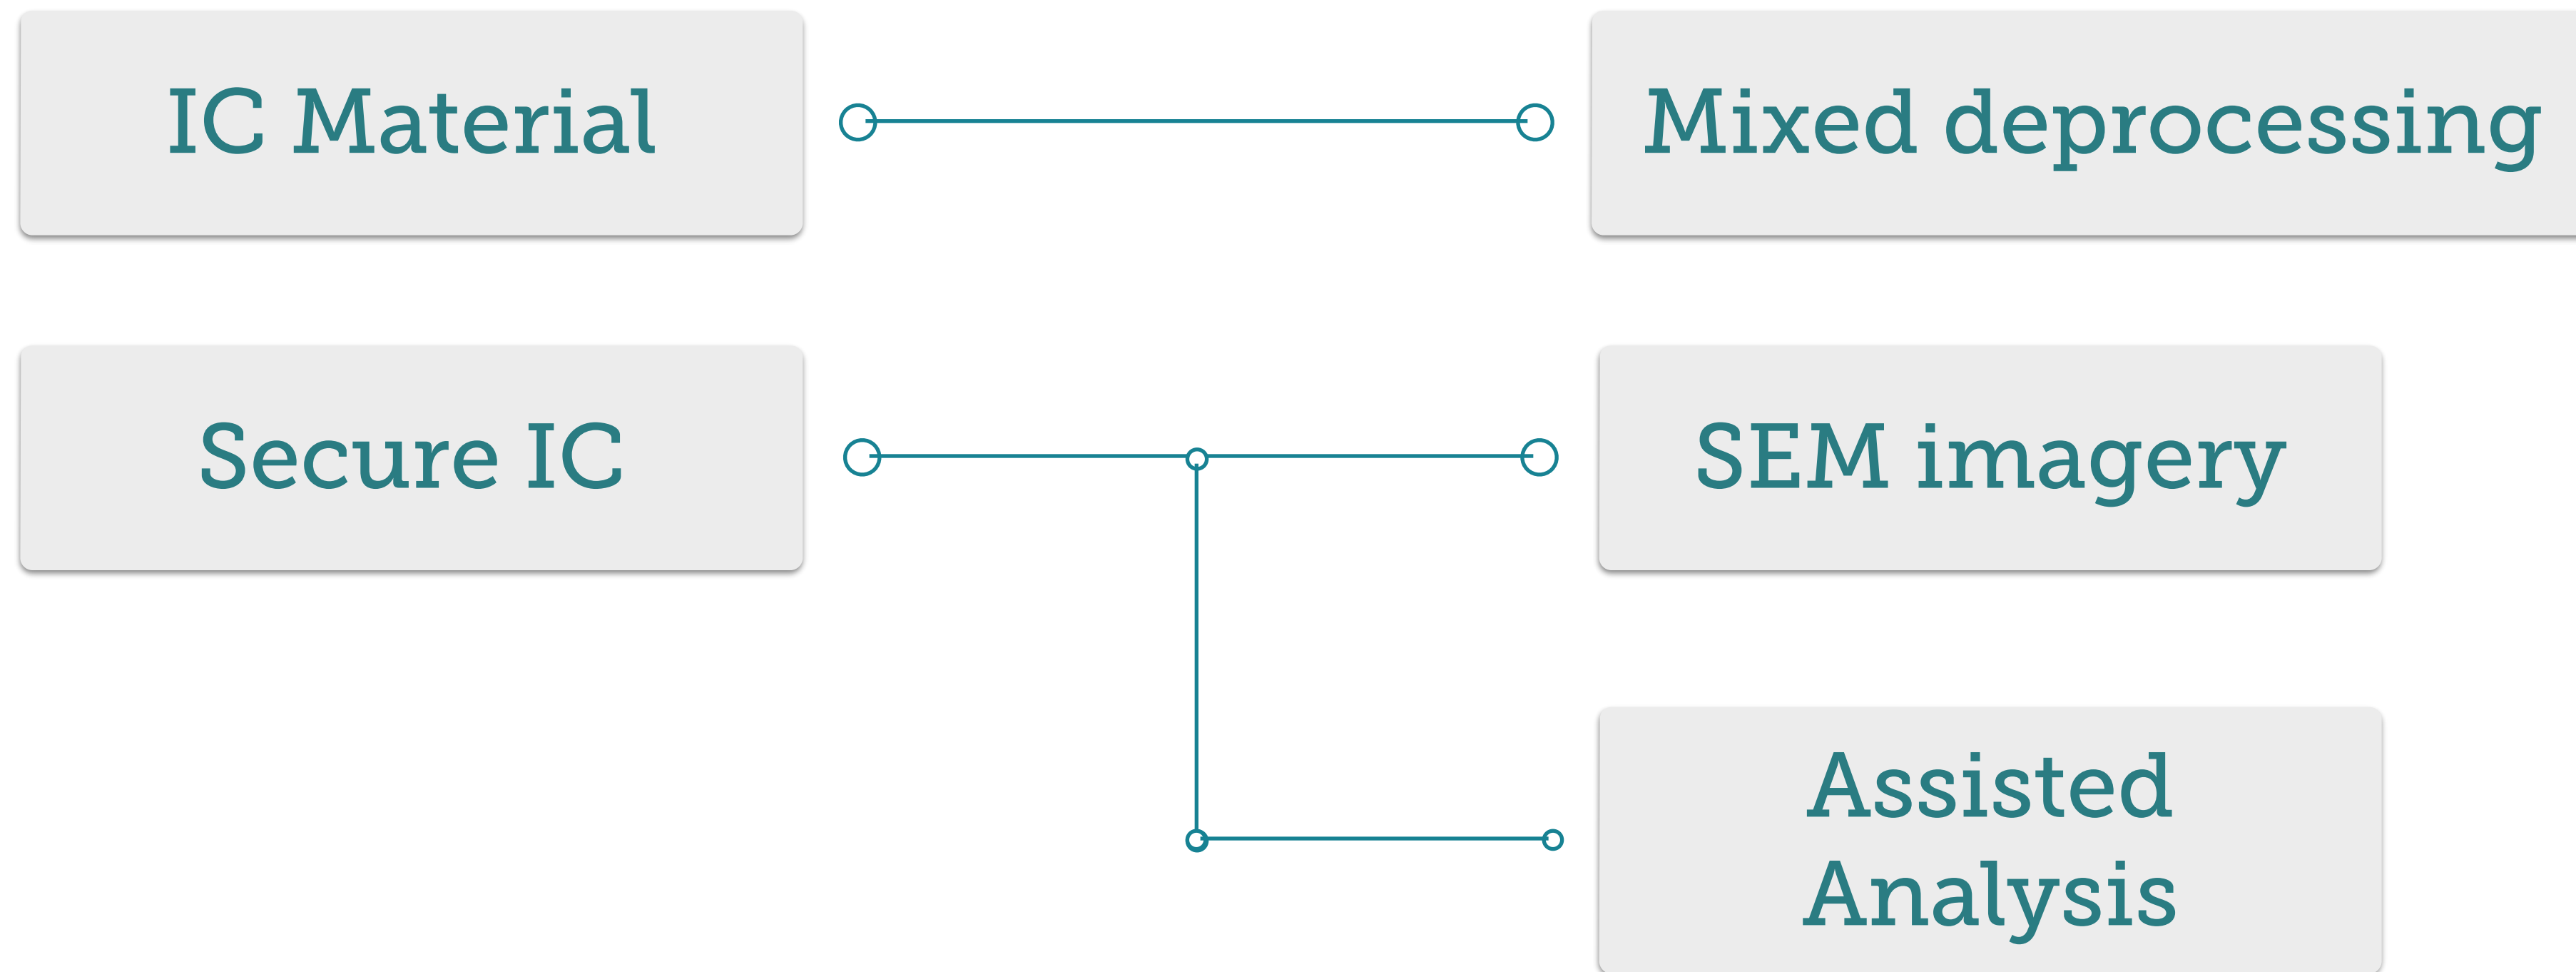 IC Material
Mixed deprocessing
Secure IC
SEM imagery
Assisted
Analysis